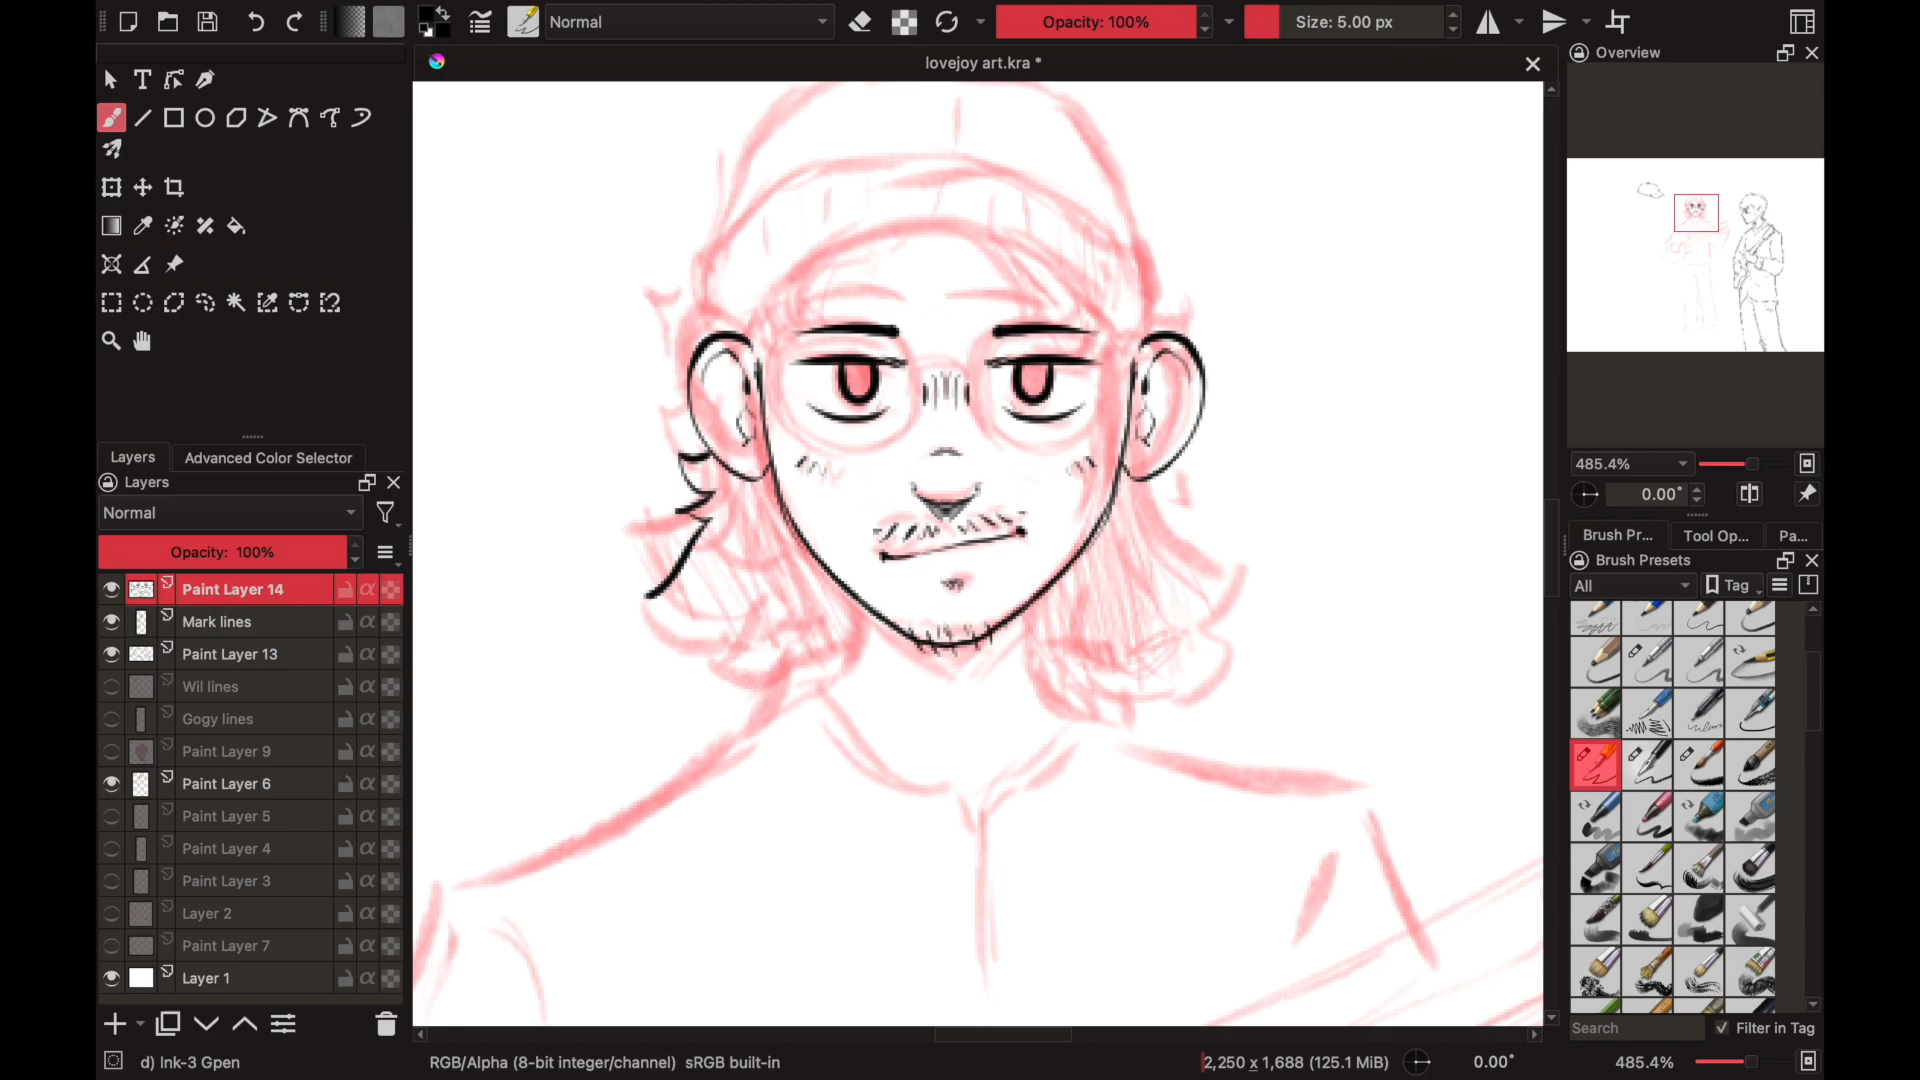 Normal
Opacity: 100%
Size: 5.00 px
lovejoy art.kra *
Overview
Layers
Advanced Color Selector
Layers
Normal
Opacity: 100%
Paint Layer 14
Mark lines
Paint Layer 13
Wil lines
Gogy lines
Paint Layer 9
Paint Layer 6
Paint Layer 5
Paint Layer 4
Paint Layer 3
Layer 2
Paint Layer 7
Layer 1
485.4%
0.00°
Brush Pr...
Tool Op...
Pa...
Brush Presets
All
Tag
Search
Filter in Tag
d) Ink-3 Gpen
RGB/Alpha (8-bit integer/channel) sRGB built-in
2,250 x 1,688 (125.1 MiB)
0.00°
485.4%